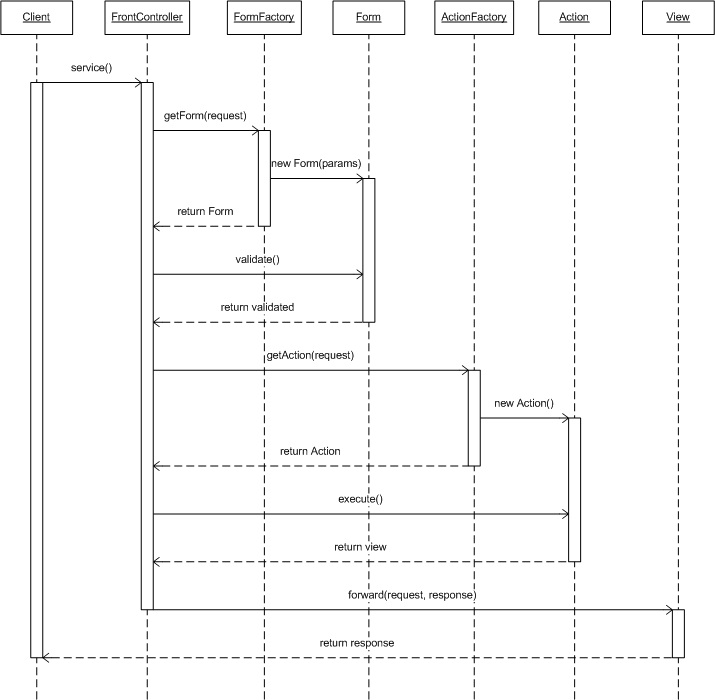 Client
FrontController
FormFactory
Form
ActionFactory
Action
View
service()
getForm(request)
new Form(params)
return Form
validate()
return validated
getAction(request)
new Action()
return Action
execute()
return view
forward(request, response)
return response